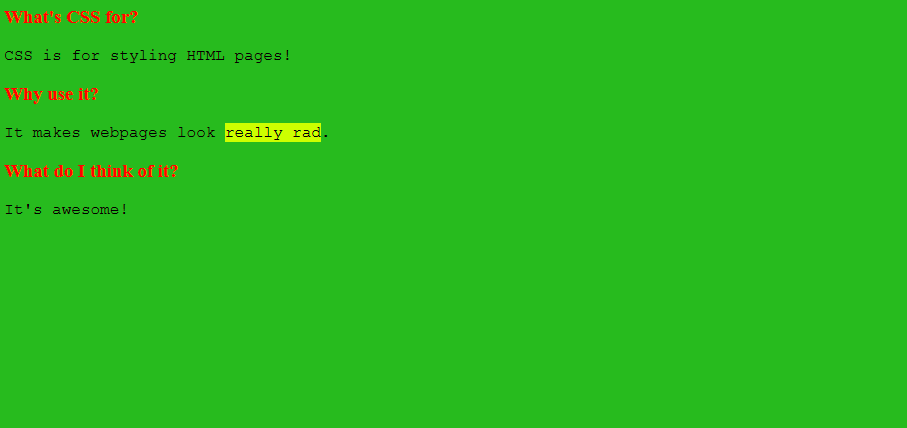 What's CSS for?
CSS is for styling HTML pages!
Why use it?
It makes webpages look really rad.
What do I think of it?
It's awesome!